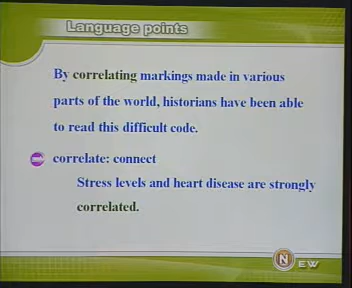 Language points
By correlating markings made in various
parts of the world, historians have been able
to read this difficult code.
correlate: connect
Stress levels and heart disease are strongly
correlated.
NEW